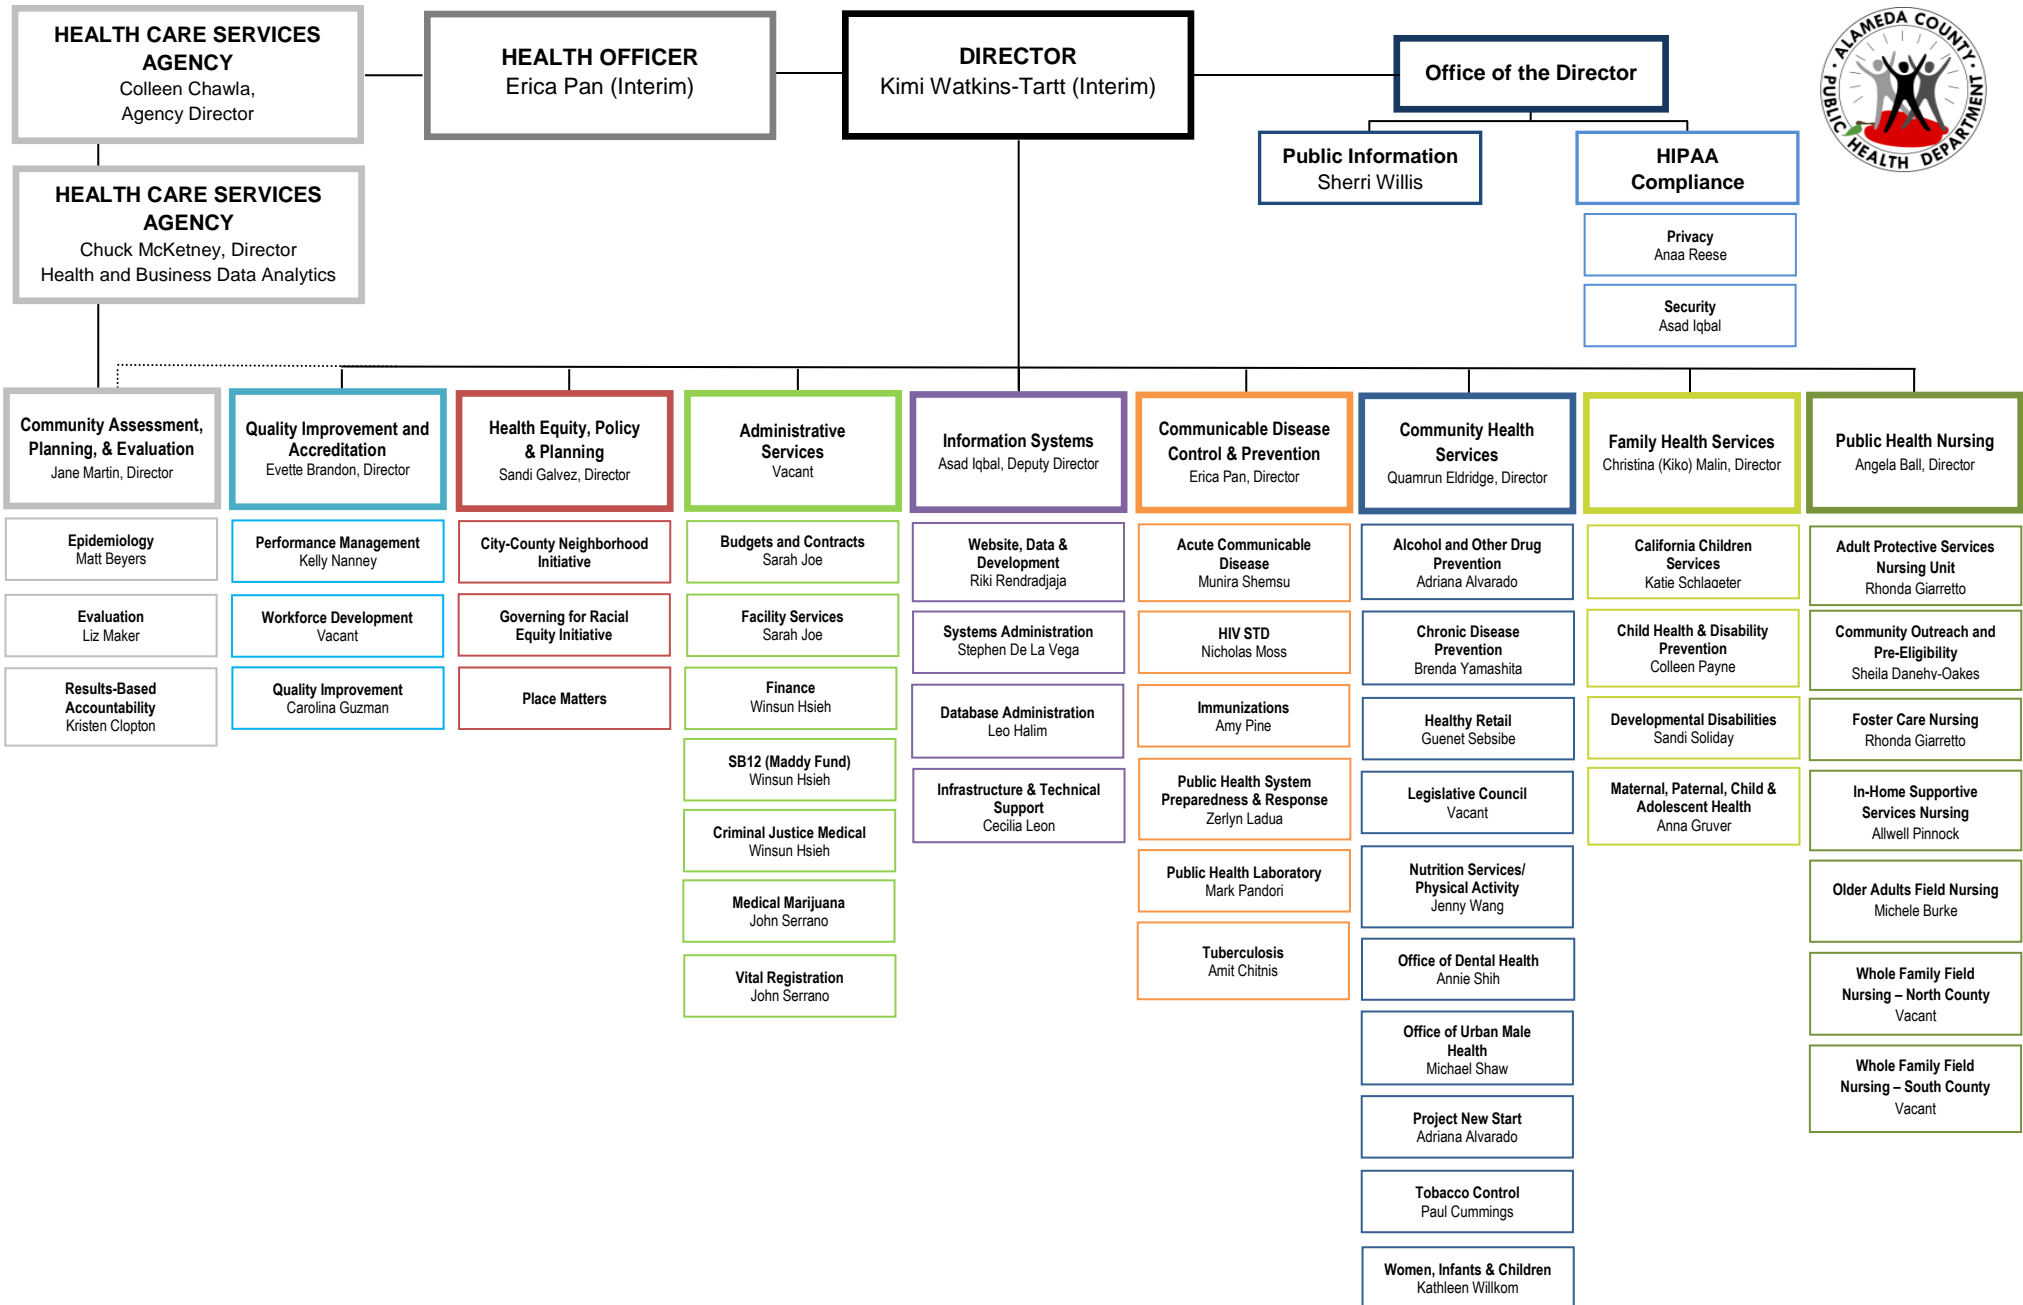 HEALTH CARE SERVICES
AGENCY
Colleen Chawla,
Agency Director
HEALTH OFFICER
Erica Pan (Interim)
DIRECTOR
Kimi Watkins-Tartt (Interim)
Office of the Director
ALAMEDA COUNTY
PUBLIC HEALTH DEPARTMENT
Public Information
Sherri Willis
HIPAA
Compliance
Privacy
Anaa Reese
Security
Asad Iqbal
HEALTH CARE SERVICES
AGENCY
Chuck McKetney, Director
Health and Business Data Analytics
Community Assessment,
Planning, & Evaluation
Jane Martin, Director
Epidemiology
Matt Beyers
Evaluation
Liz Maker
Results-Based
Accountability
Kristen Clopton
Quality Improvement and
Accreditation
Evette Brandon, Director
Performance Management
Kelly Nanney
Workforce Development
Vacant
Quality Improvement
Carolina Guzman
Health Equity, Policy
& Planning
Sandi Galvez, Director
City-County Neighborhood
Initiative
Governing for Racial
Equity Initiative
Place Matters
Administrative
Services
Vacant
Budgets and Contracts
Sarah Joe
Facility Services
Sarah Joe
Finance
Winsun Hsieh
SB12 (Maddy Fund)
Winsun Hsieh
Criminal Justice Medical
Winsun Hsieh
Medical Marijuana
John Serrano
Vital Registration
John Serrano
Information Systems
Asad Iqbal, Deputy Director
Website, Data &
Development
Riki Rendradjaja
Systems Administration
Stephen De La Vega
Database Administration
Leo Halim
Infrastructure & Technical
Support
Cecilia Leon
Communicable Disease
Control & Prevention
Erica Pan, Director
Acute Communicable
Disease
Munira Shemsu
HIV STD
Nicholas Moss
Immunizations
Amy Pine
Public Health System
Preparedness & Response
Zerlyn Ladua
Public Health Laboratory
Mark Pandori
Tuberculosis
Amit Chitnis
Community Health
Services
Quamrun Eldridge, Director
Alcohol and Other Drug
Prevention
Adriana Alvarado
Chronic Disease
Prevention
Brenda Yamashita
Healthy Retail
Guenet Sebsibe
Legislative Council
Vacant
Nutrition Services/
Physical Activity
Jenny Wang
Office of Dental Health
Annie Shih
Office of Urban Male
Health
Michael Shaw
Project New Start
Adriana Alvarado
Tobacco Control
Paul Cummings
Women, Infants & Children
Kathleen Willkom
Family Health Services
Christina (Kiko) Malin, Director
California Children
Services
Katie Schlageter
Child Health & Disability
Prevention
Colleen Payne
Developmental Disabilities
Sandi Soliday
Maternal, Paternal, Child &
Adolescent Health
Anna Gruver
Public Health Nursing
Angela Ball, Director
Adult Protective Services
Nursing Unit
Rhonda Giarretto
Community Outreach and
Pre-Eligibility
Sheila Danehy-Oakes
Foster Care Nursing
Rhonda Giarretto
In-Home Supportive
Services Nursing
Allwell Pinnock
Older Adults Field Nursing
Michele Burke
Whole Family Field
Nursing – North County
Vacant
Whole Family Field
Nursing – South County
Vacant